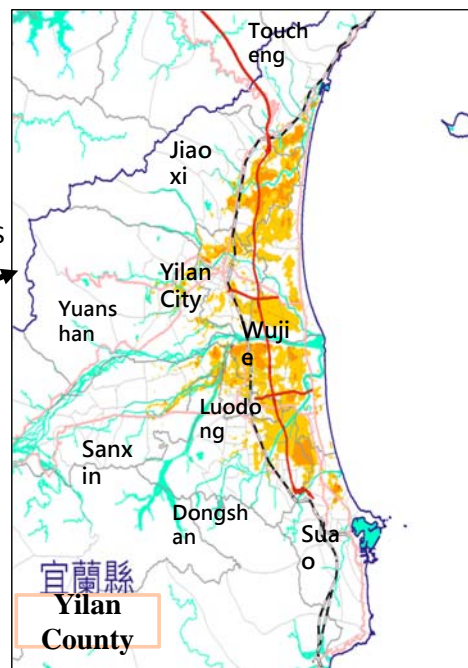 Touch
eng
Jiao
xi
s
Yilan
City
Yuans
han
Wuji
e
Luodo
ng
Sanx
in
Dongsh
an
Sua
o
宜蘭縣
Yilan
County